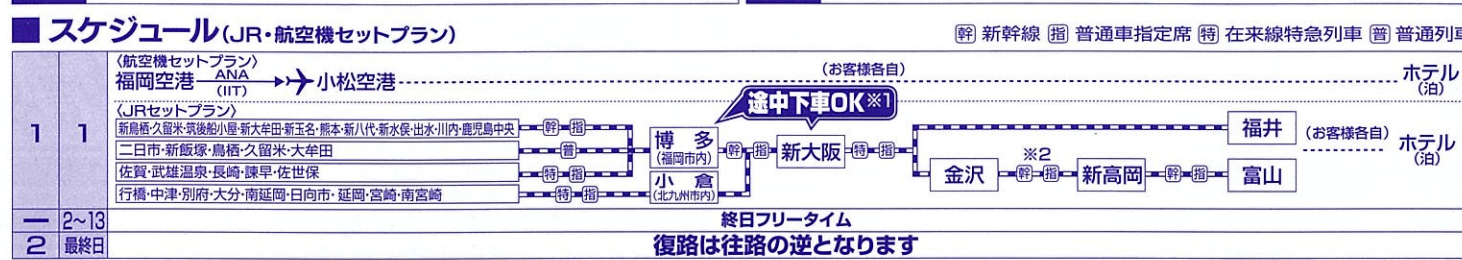 ■スケジュール(JR・航空機セットプラン)
幹 新幹線 指 普通車指定席 特 在来線特急列車 普 普通列車
〈航空機セットプラン〉
福岡空港 ANA (IIT) 小松空港 (お客様各自) ホテル (泊)
〈JRセットプラン〉
途中下車OK※1
1 1
新鳥栖・久留米・筑後船小屋・新大牟田・新玉名・熊本・新八代・新水俣・出水・川内・鹿児島中央 幹 指
二日市・新飯塚・鳥栖・久留米・大牟田 普
佐賀・武雄温泉・長崎・諫早・佐世保 特 指
行橋・中津・別府・大分・南延岡・日向市・延岡・宮崎・南宮崎 特 指
博多 (福岡市内)
小倉 (北九州市内)
幹 指 新大阪 特 指
福井 (お客様各自) ホテル (泊)
※2
金沢 幹 指 新高岡 幹 指 富山
ー 2~13 終日フリータイム
2 最終日 復路は往路の逆となります